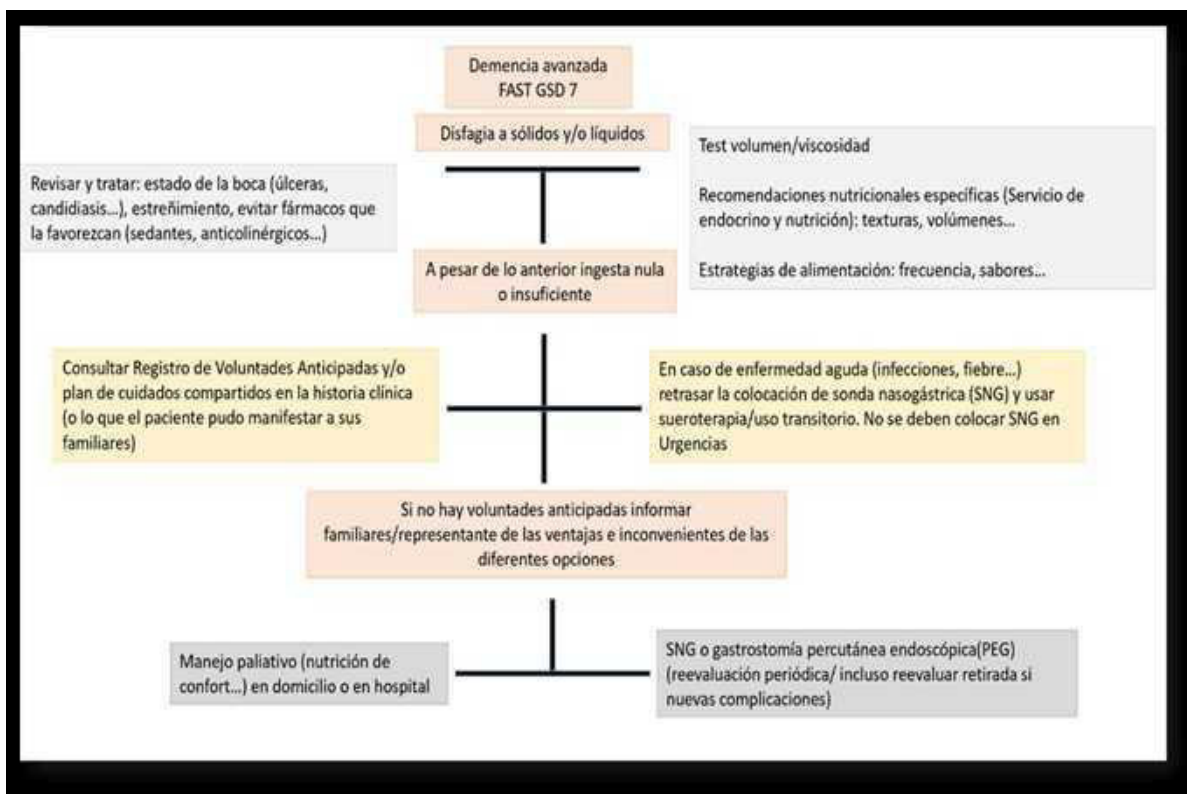 Demencia avanzada
FAST GSD 7
Disfagia a sólidos y/o líquidos
Revisar y tratar: estado de la boca (úlceras,
candidiasis...), estreñimiento, evitar fármacos que
la favorezcan (sedantes, anticolinérgicos...)
Test volumen/viscosidad
Recomendaciones nutricionales específicas (Servicio de
endocrino y nutrición): texturas, volúmenes...
Estrategias de alimentación: frecuencia, sabores...
A pesar de lo anterior ingesta nula
o insuficiente
Consultar Registro de Voluntades Anticipadas y/o
plan de cuidados compartidos en la historia clínica
(o lo que el paciente pudo manifestar a sus
familiares)
En caso de enfermedad aguda (infecciones, fiebre...)
retrasar la colocación de sonda nasogástrica (SNG) y usar
sueroterapia/uso transitorio. No se deben colocar SNG en
Urgencias
Si no hay voluntades anticipadas informar
familiares/representante de las ventajas e inconvenientes de las
diferentes opciones
Manejo paliativo (nutrición de
confort...) en domicilio o en hospital
SNG o gastrostomía percutánea endoscópica(PEG)
(reevaluación periódica/ incluso reevaluar retirada si
nuevas complicaciones)